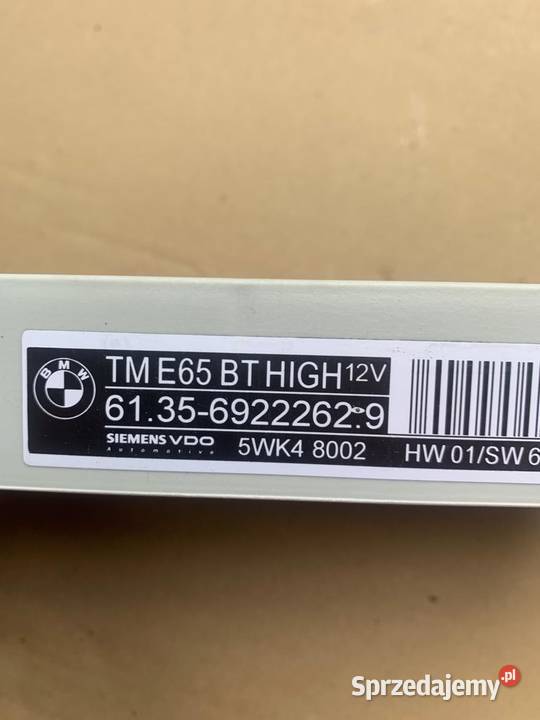 BMW
TM E65 BT HIGH 12V
61.35-6922262.9
SIEMENS VDO 5WK4 8002 HW 01/SW 6
Automotive
Sprzedajemy.pl